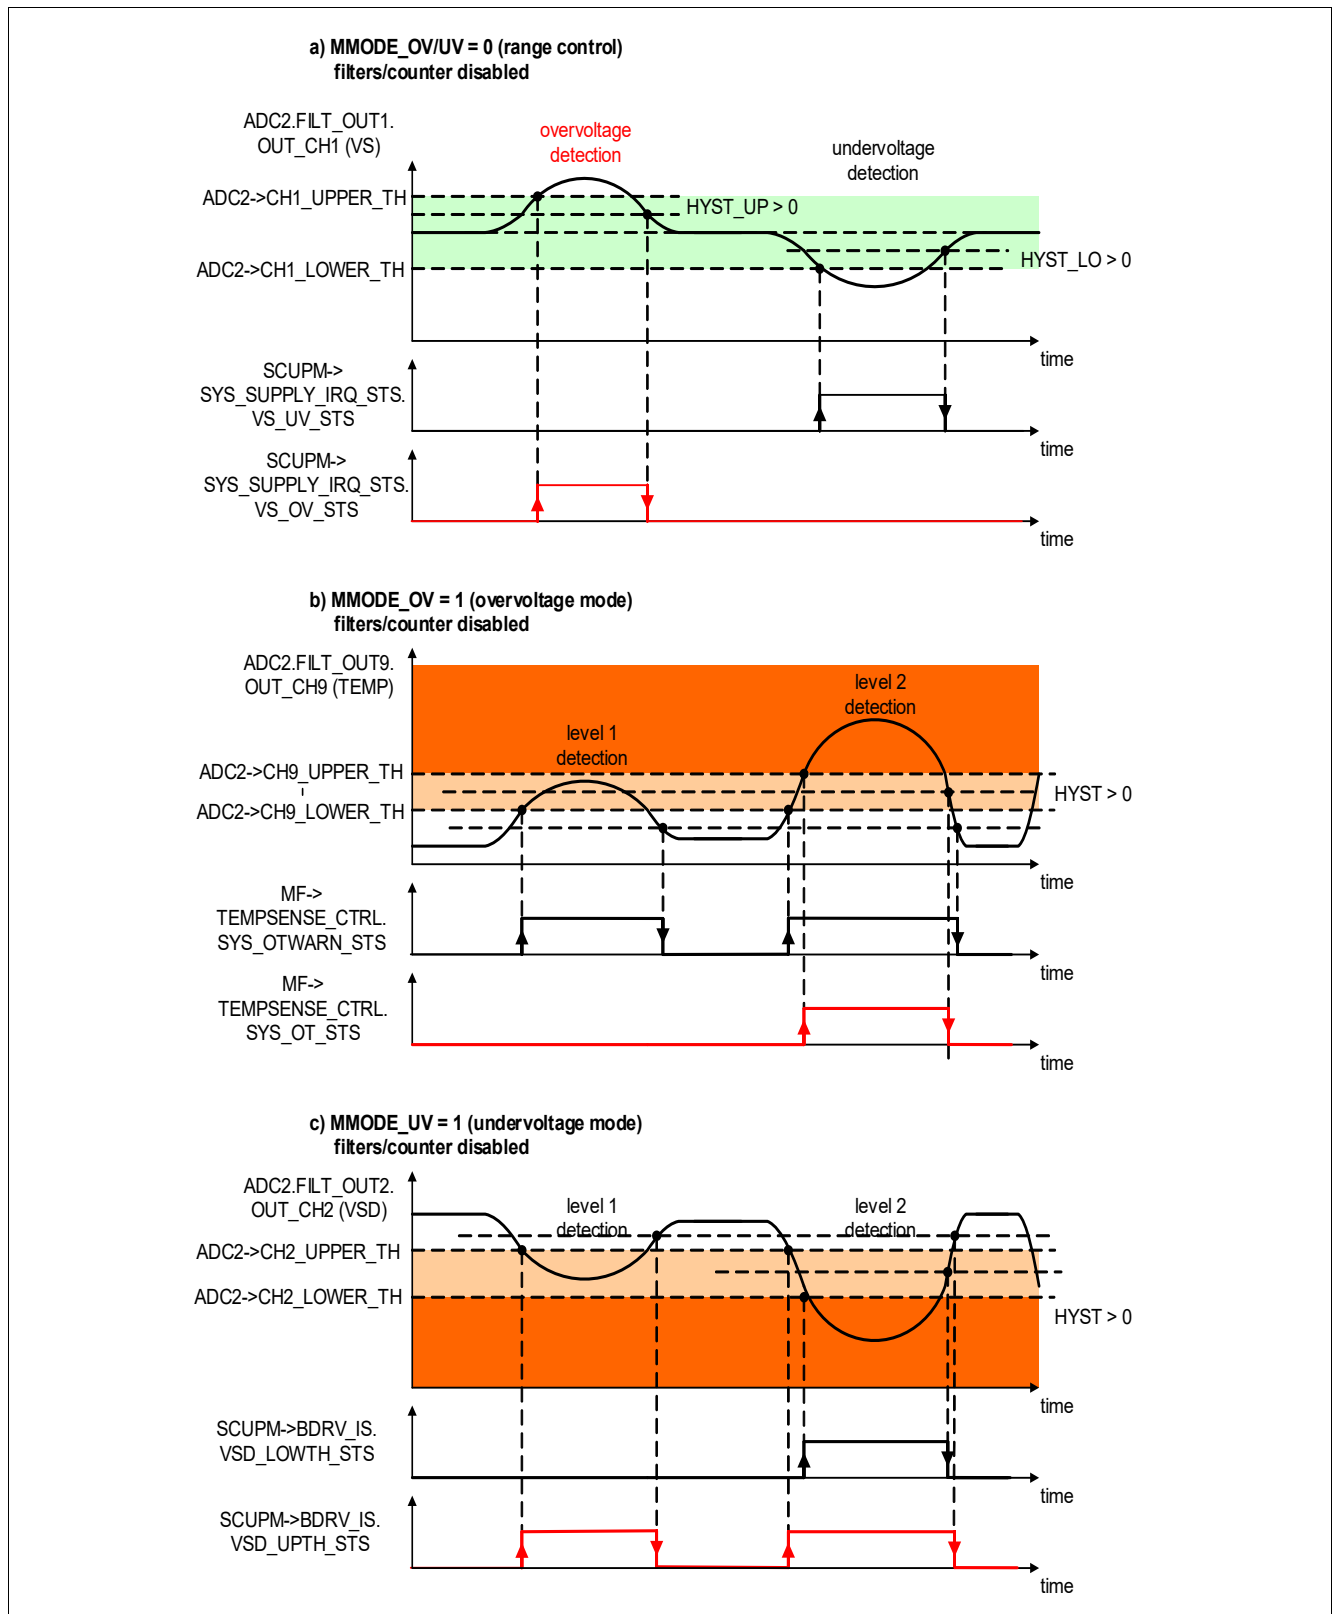 a) MMODE_OV/UV = 0 (range control)
filters/counter disabled
ADC2.FILT_OUT1.
OUT_CH1 (VS)
overvoltage
detection
undervoltage
detection
ADC2->CH1_UPPER_TH
HYST_UP > 0
ADC2->CH1_LOWER_TH
HYST_LO > 0
time
SCUPM->
SYS_SUPPLY_IRQ_STS.
VS_UV_STS
time
SCUPM->
SYS_SUPPLY_IRQ_STS.
VS_OV_STS
time
b) MMODE_OV = 1 (overvoltage mode)
filters/counter disabled
ADC2.FILT_OUT9.
OUT_CH9 (TEMP)
level 2
detection
level 1
detection
ADC2->CH9_UPPER_TH
HYST > 0
ADC2->CH9_LOWER_TH
time
MF->
TEMPSENSE_CTRL.
SYS_OTWARN_STS
time
MF->
TEMPSENSE_CTRL.
SYS_OT_STS
time
c) MMODE_UV = 1 (undervoltage mode)
filters/counter disabled
ADC2.FILT_OUT2.
OUT_CH2 (VSD)
level 1
detection
level 2
detection
ADC2->CH2_UPPER_TH
ADC2->CH2_LOWER_TH
HYST > 0
time
SCUPM->BDRV_IS.
VSD_LOWTH_STS
time
SCUPM->BDRV_IS.
VSD_UPTH_STS
time